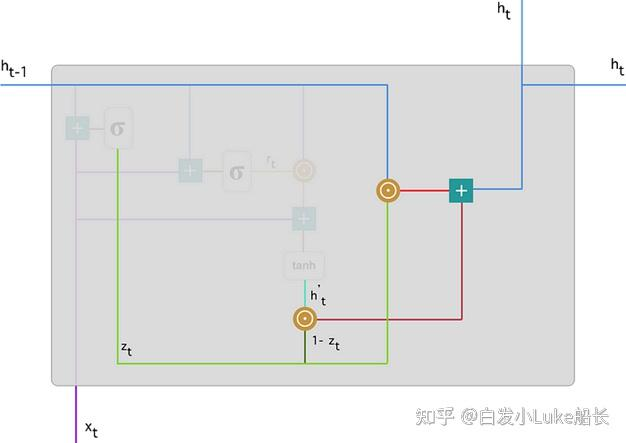 h_t
h_{t-1}
h_t
+
σ
+
σ
r_t
+
+
tanh
h'_t
z_t
1- z_t
x_t
知乎 @白发小Luke船长